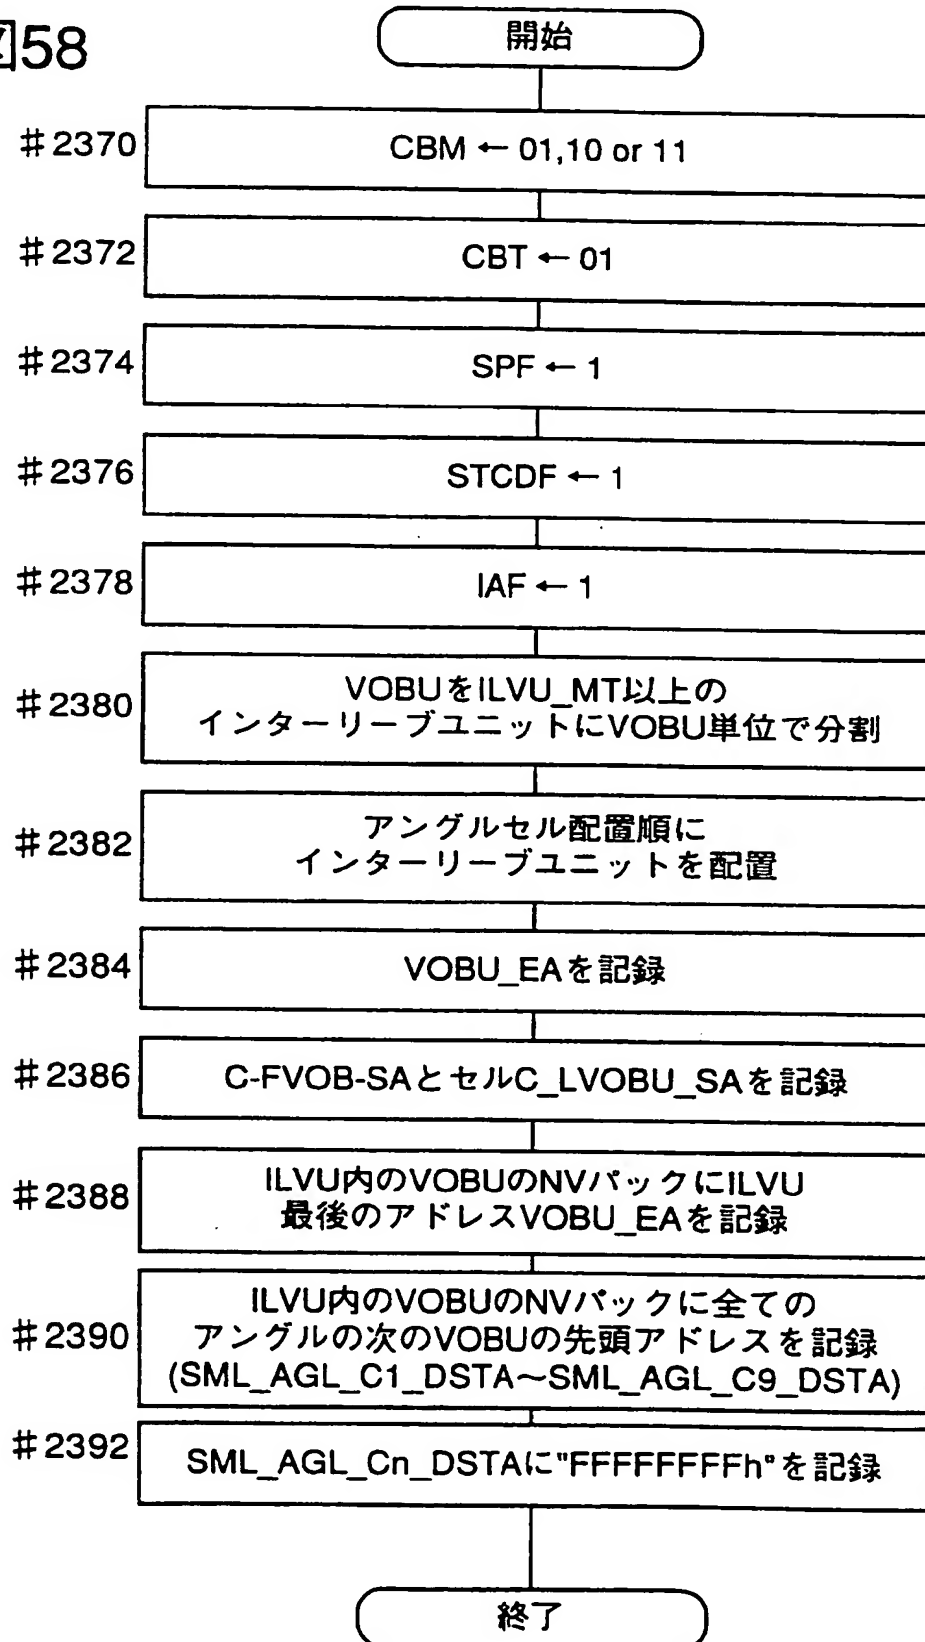 図58
開始
#2370
CBM ← 01,10 or 11
#2372
CBT ← 01
#2374
SPF ← 1
#2376
STCDF ← 1
#2378
IAF ← 1
#2380
VOBUをILVU_MT以上の
インターリーブユニットにVOBU単位で分割
#2382
アングルセル配置順に
インターリーブユニットを配置
#2384
VOBU_EAを記録
#2386
C-FVOB-SAとセルC_LVOBU_SAを記録
#2388
ILVU内のVOBUのNVパックにILVU
最後のアドレスVOBU_EAを記録
#2390
ILVU内のVOBUのNVパックに全ての
アングルの次のVOBUの先頭アドレスを記録
(SML_AGL_C1_DSTA~SML_AGL_C9_DSTA)
#2392
SML_AGL_Cn_DSTAに"FFFFFFFFh"を記録
終了